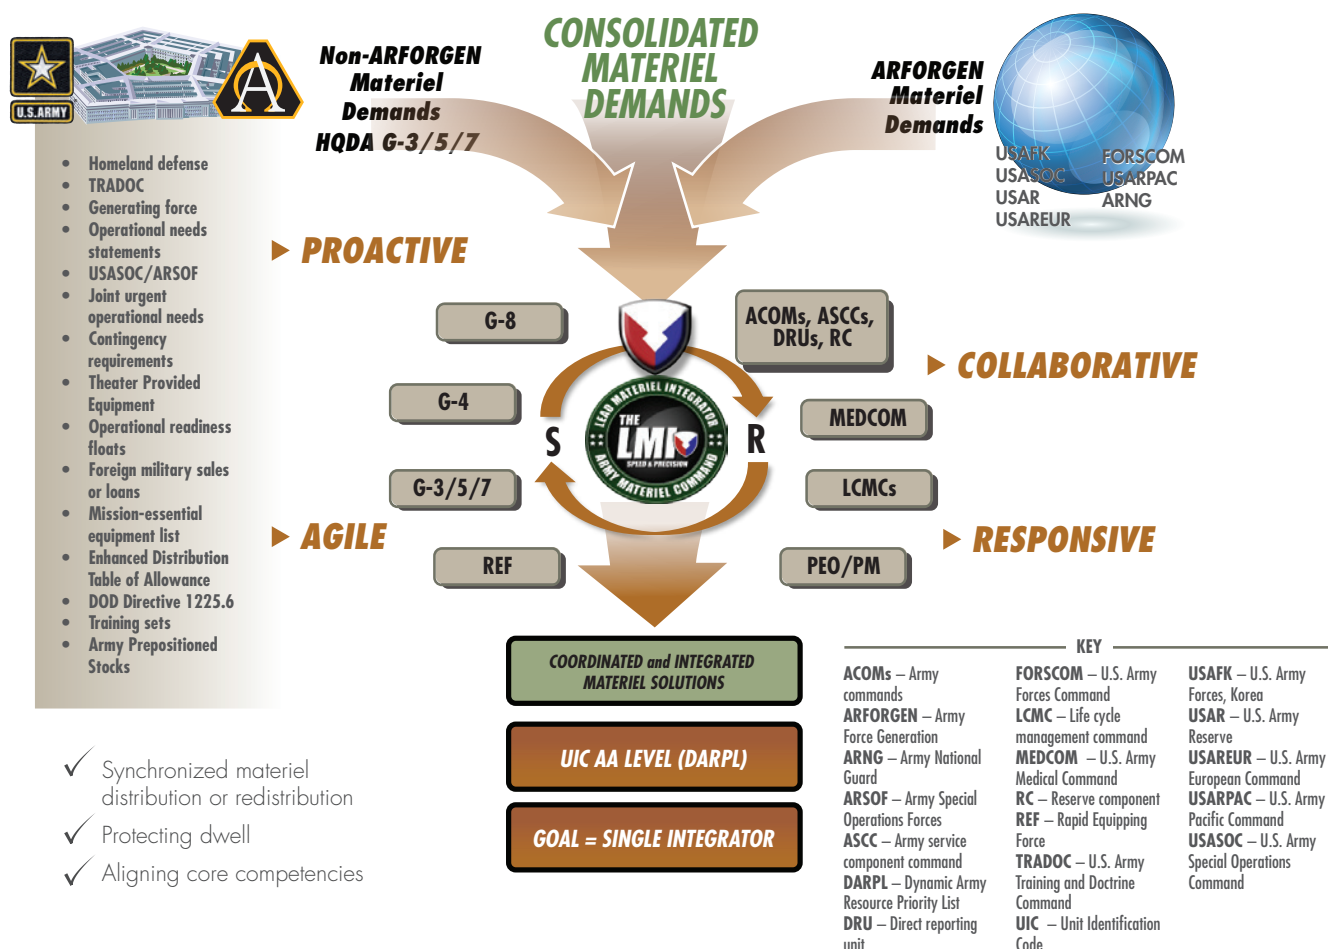 CONSOLIDATED
MATERIEL
DEMANDS
Non-ARFORGEN
Materiel
Demands
HQDA G-3/5/7
ARFORGEN
Materiel
Demands
U.S.ARMY
USAFK
USASOC
USAR
USAREUR
FORSCOM
USARPAC
ARNG
• Homeland defense
• TRADOC
• Generating force
• Operational needs
statements
• USASOC/ARSOF
• Joint urgent
operational needs
• Contingency
requirements
• Theater Provided
Equipment
• Operational readiness
floats
• Foreign military sales
or loans
• Mission-essential
equipment list
• Enhanced Distribution
Table of Allowance
• DOD Directive 1225.6
• Training sets
• Army Prepositioned
Stocks
PROACTIVE
AGILE
COLLABORATIVE
RESPONSIVE
G-8
G-4
G-3/5/7
REF
ACOMs, ASCCs,
DRUs, RC
MEDCOM
LCMCs
PEO/PM
S
R
LEAD MATERIEL INTEGRATOR
THE
LMI
SPEED & PRECISION
ARMY MATERIEL COMMAND
COORDINATED and INTEGRATED
MATERIEL SOLUTIONS
UIC AA LEVEL (DARPL)
GOAL = SINGLE INTEGRATOR
✓ Synchronized materiel
distribution or redistribution
✓ Protecting dwell
✓ Aligning core competencies
KEY
ACOMs – Army
commands
ARFORGEN – Army
Force Generation
ARNG – Army National
Guard
ARSOF – Army Special
Operations Forces
ASCC – Army service
component command
DARPL – Dynamic Army
Resource Priority List
DRU – Direct reporting
unit
FORSCOM – U.S. Army
Forces Command
LCMC – Life cycle
management command
MEDCOM – U.S. Army
Medical Command
RC – Reserve component
REF – Rapid Equipping
Force
TRADOC – U.S. Army
Training and Doctrine
Command
UIC – Unit Identification
Code
USAFK – U.S. Army
Forces, Korea
USAR – U.S. Army
Reserve
USAREUR – U.S. Army
European Command
USARPAC – U.S. Army
Pacific Command
USASOC – U.S. Army
Special Operations
Command